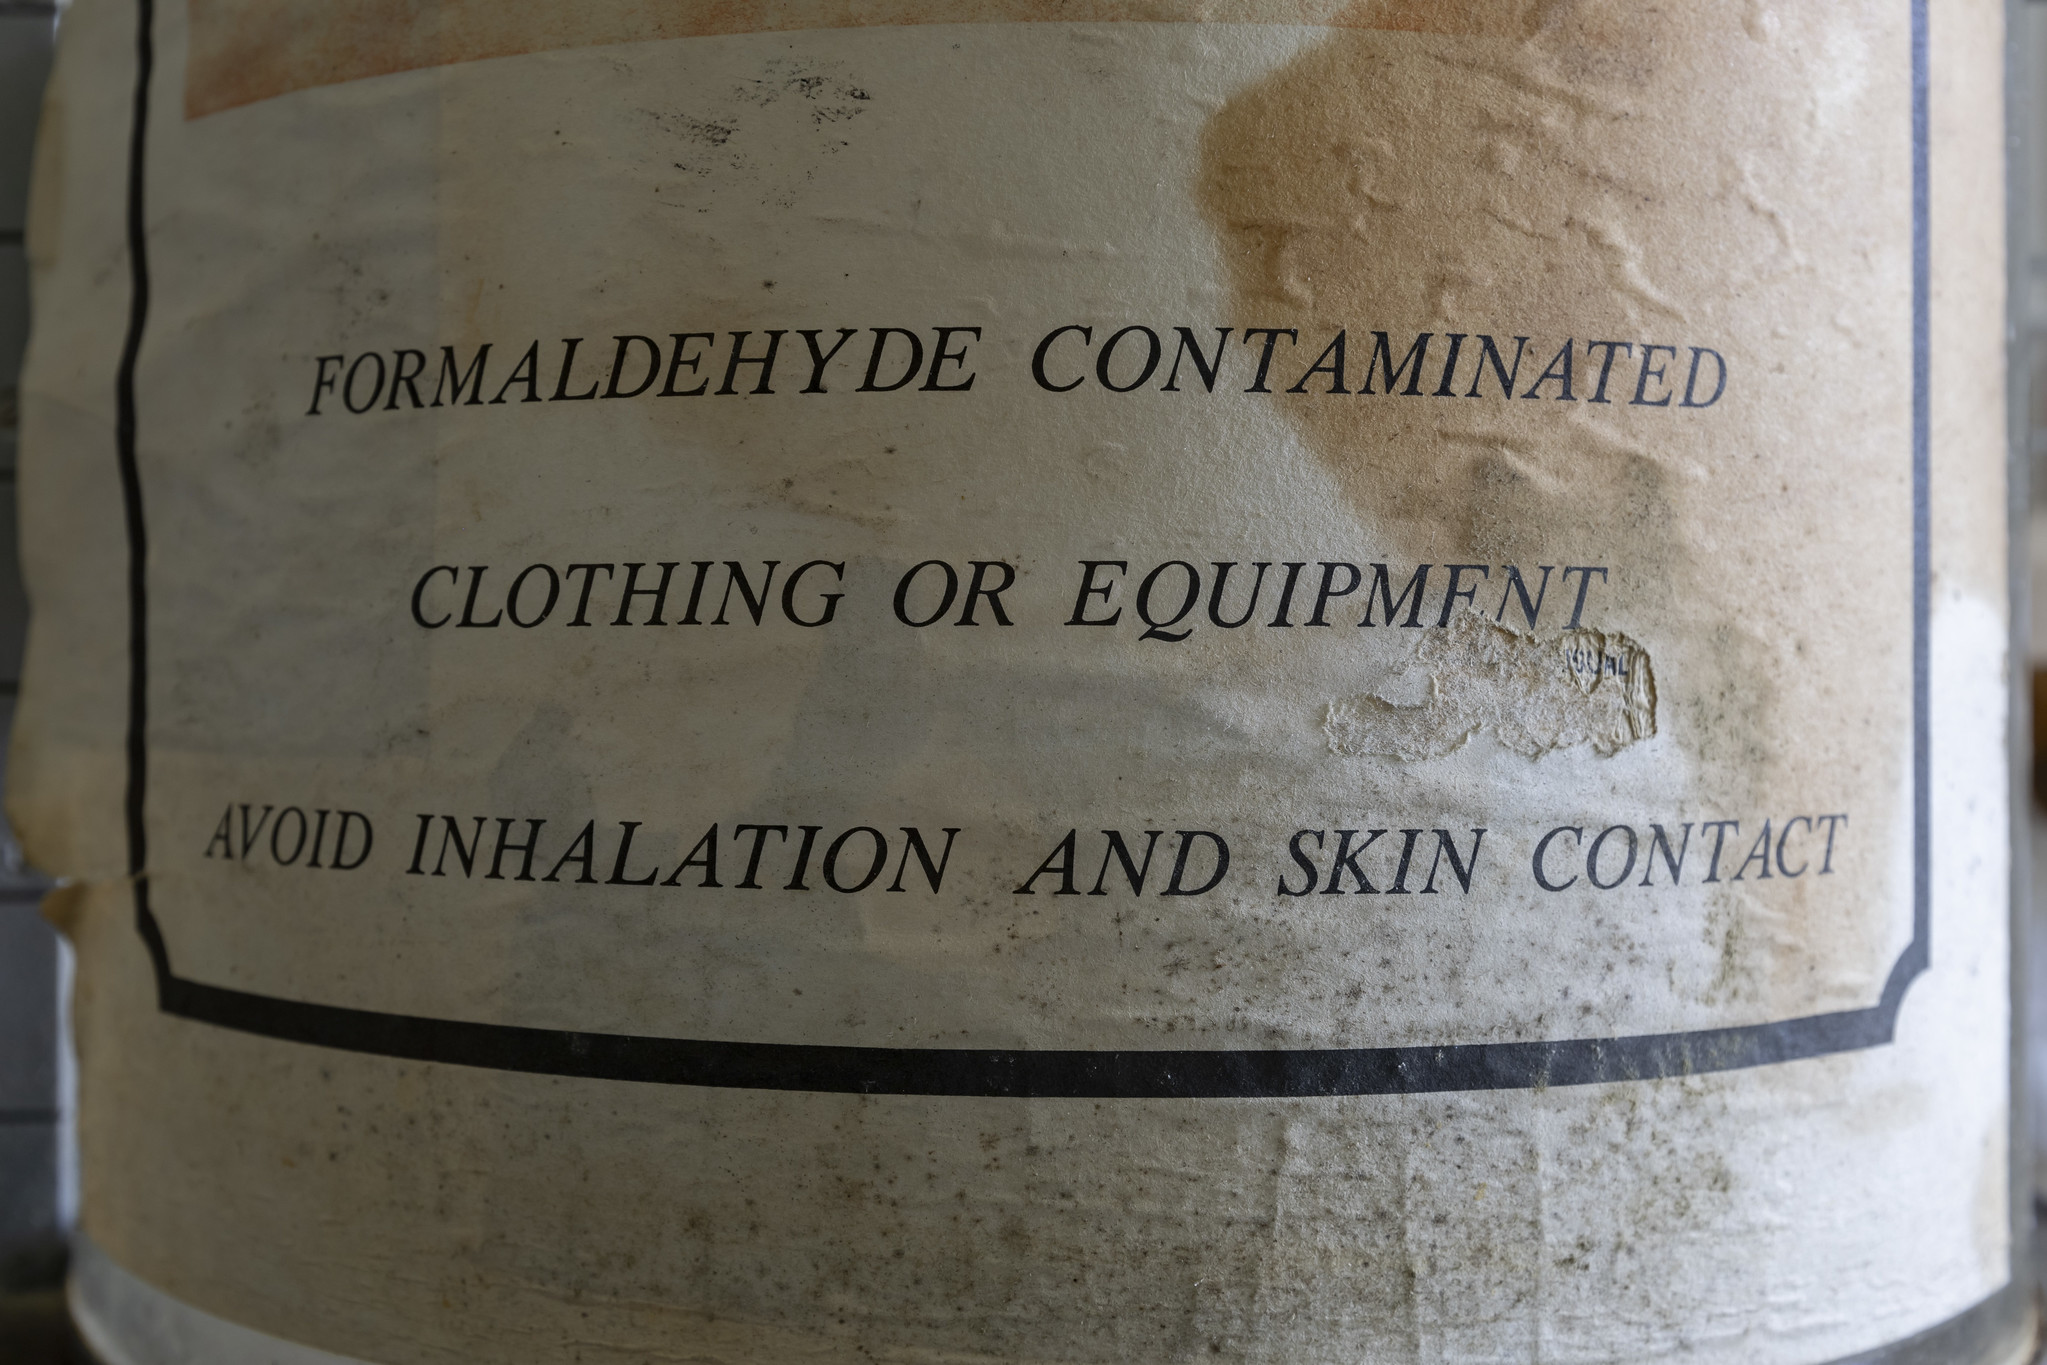 FORMALDEHYDE CONTAMINATED
CLOTHING OR EQUIPMENT
AVOID INHALATION AND SKIN CONTACT